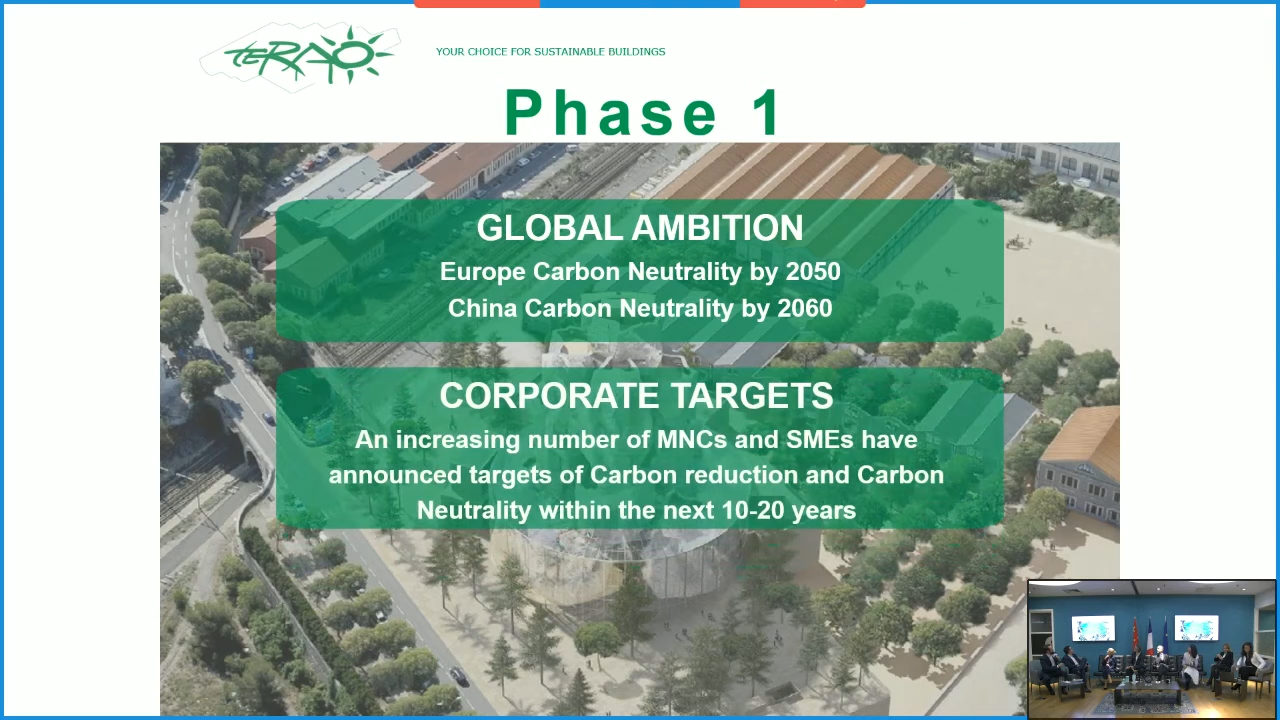 teRAO
YOUR CHOICE FOR SUSTAINABLE BUILDINGS
Phase 1
GLOBAL AMBITION
Europe Carbon Neutrality by 2050
China Carbon Neutrality by 2060
CORPORATE TARGETS
An increasing number of MNCs and SMEs have
announced targets of Carbon reduction and Carbon
Neutrality within the next 10-20 years